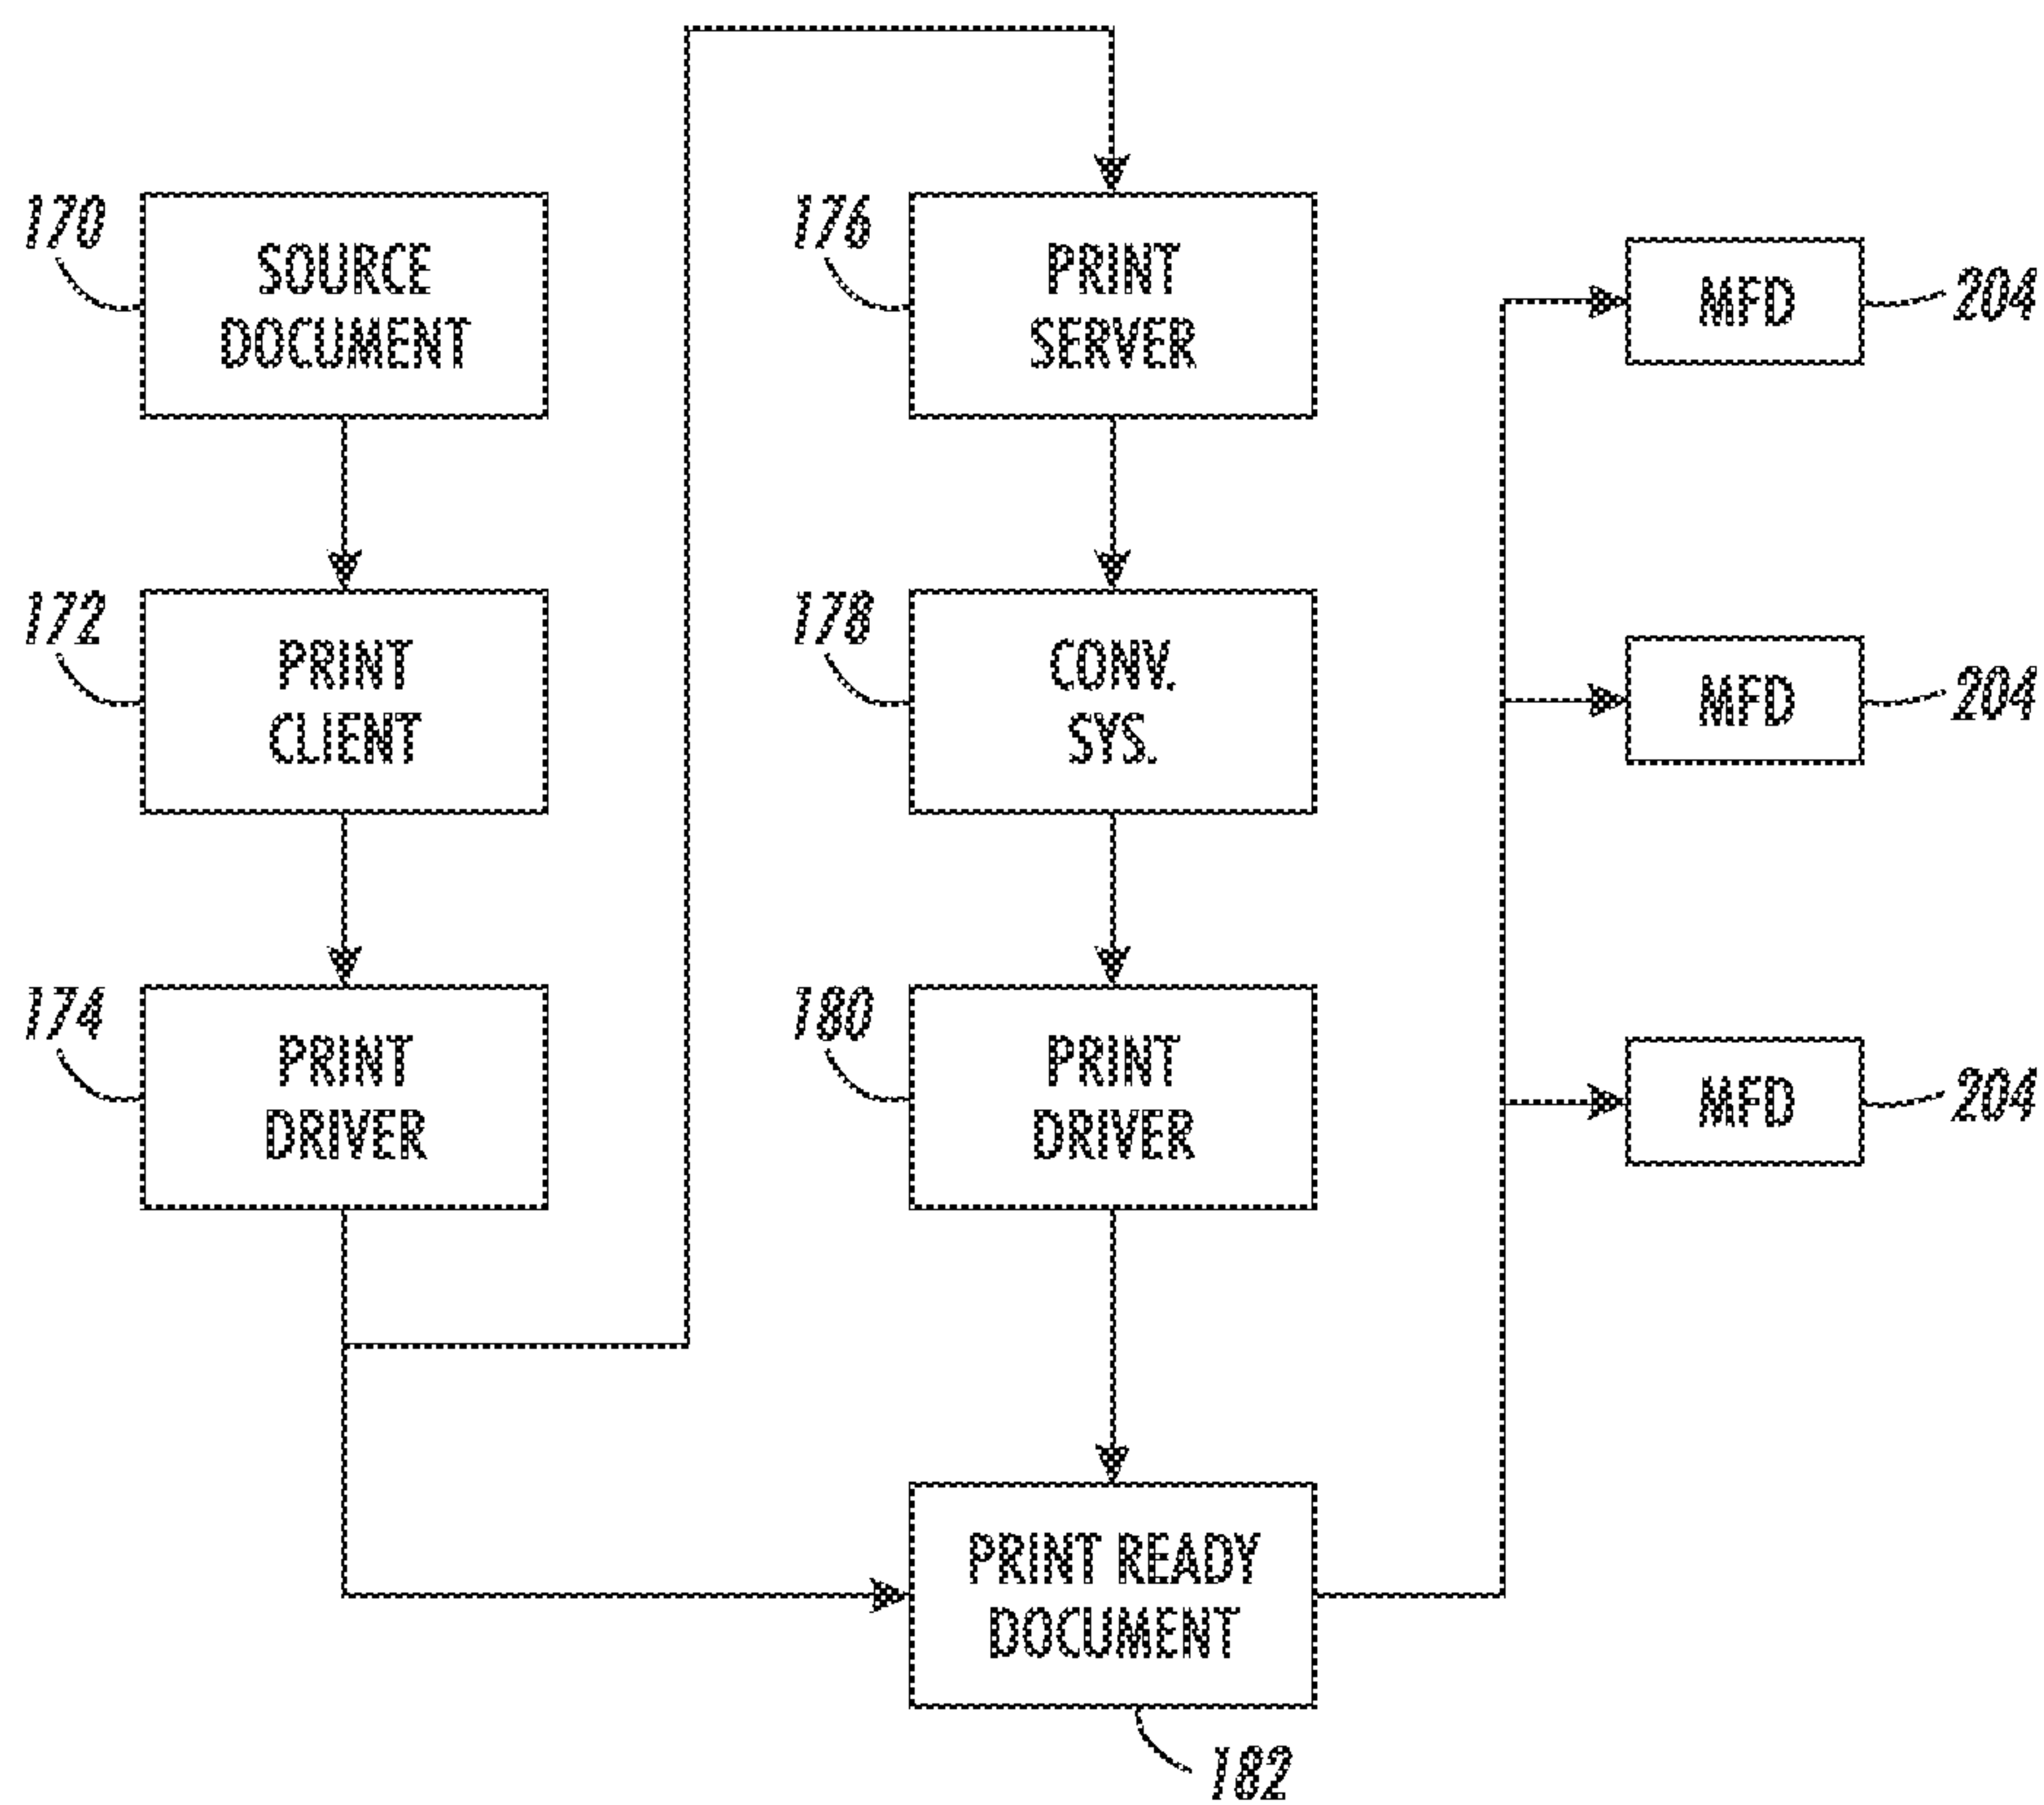 170
SOURCE
DOCUMENT
172
PRINT
CLIENT
174
PRINT
DRIVER
176
PRINT
SERVER
178
CONV.
SYS.
180
PRINT
DRIVER
PRINT READY
DOCUMENT
182
MFD
204
MFD
204
MFD
204